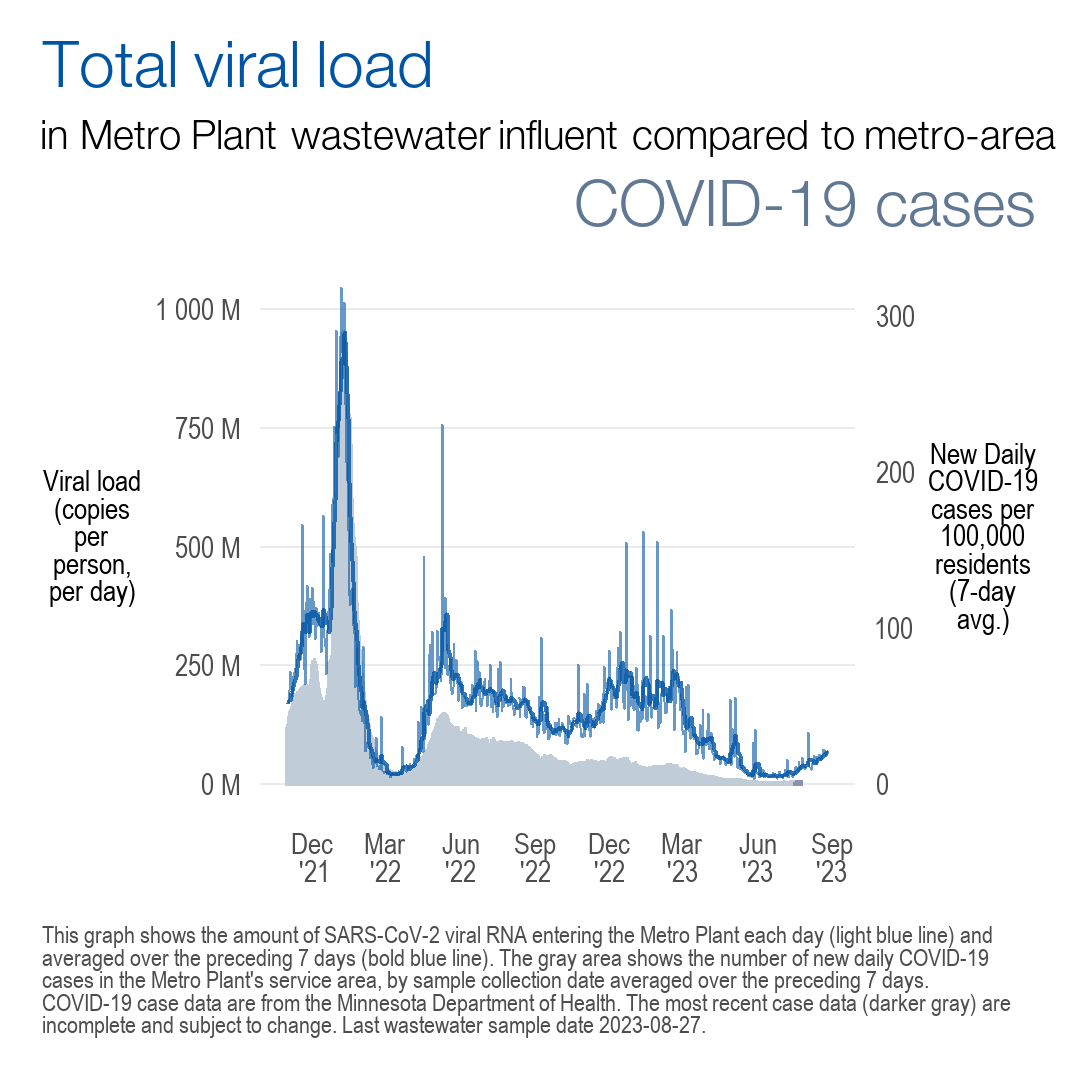 Total viral load
in Metro Plant wastewater influent compared to metro-area
COVID-19 cases
1 000 M
750 M
500 M
250 M
0 M
Viral load
(copies
per
person,
per day)
300
200
100
0
New Daily
COVID-19
cases per
100,000
residents
(7-day
avg.)
Dec Mar Jun Sep Dec Mar Jun Sep
'21 '22 '22 '22 '22 '23 '23 '23
This graph shows the amount of SARS-CoV-2 viral RNA entering the Metro Plant each day (light blue line) and
averaged over the preceding 7 days (bold blue line). The gray area shows the number of new daily COVID-19
cases in the Metro Plant's service area, by sample collection date averaged over the preceding 7 days.
COVID-19 case data are from the Minnesota Department of Health. The most recent case data (darker gray) are
incomplete and subject to change. Last wastewater sample date 2023-08-27.